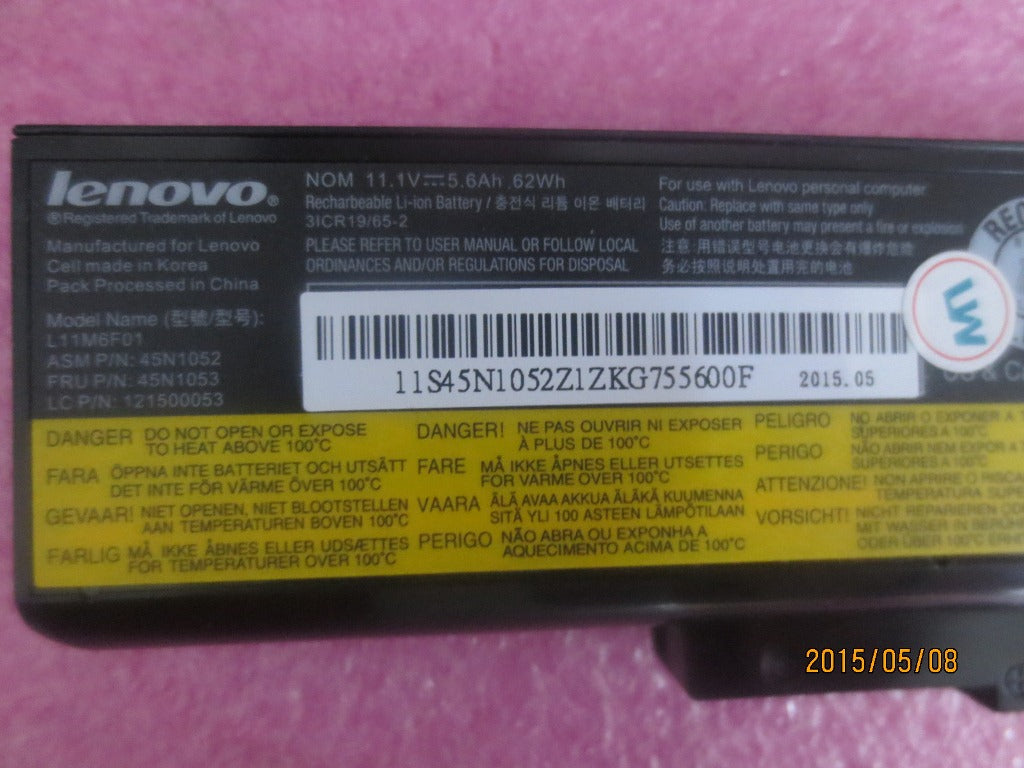 lenovo®
®Registered Trademark of Lenovo
Manufactured for Lenovo
Cell made in Korea
Pack Processed in China
Model Name (型號/型号):
L11M6F01
ASM P/N: 45N1052
FRU P/N: 45N1053
LC P/N: 121500053
NOM 11.1V⎓5.6Ah 62Wh
Recharbeable Li-ion Battery / 충전식 리튬 이온 배터리
3ICR19/65-2
PLEASE REFER TO USER MANUAL OR FOLLOW LOCAL
ORDINANCES AND/OR REGULATIONS FOR DISPOSAL
For use with Lenovo personal computer
Caution: Replace with same type only
Use of another battery may present a fire or explosion
注意: 用错误型号电池更换会有爆炸危险
务必按照说明处置用完的电池
LW
11S45N1052Z1ZKG755600F 2015.05
DANGER DO NOT OPEN OR EXPOSE
TO HEAT ABOVE 100°C
FARA ÖPPNA INTE BATTERIET OCH UTSÄTT
DET INTE FÖR VÄRME ÖVER 100°C
GEVAAR! NIET OPENEN, NIET BLOOTSTELLEN
AAN TEMPERATUREN BOVEN 100°C
FARLIG MÅ IKKE ÅBNES ELLER UDSÆTTES
FOR TEMPERATURER OVER 100°C
DANGER! NE PAS OUVRIR NI EXPOSER
À PLUS DE 100°C
FARE MÅ IKKE ÅPNES ELLER UTSETTES
FOR VARME OVER 100°C
VAARA ÄLÄ AVAA AKKUA ÄLÄKÄ KUUMENNA
SITÄ YLI 100 ASTEEN LÄMPÖTILAAN
PERIGO NÃO ABRA OU EXPONHA A
AQUECIMENTO ACIMA DE 100°C
PELIGRO NO ABRIR O EXPONER A
SUPERIORES A 100°C
PERIGO NÃO ABRIR NEM EXPOR A
SUPERIORES A 100°C
ATTENZIONE! NON APRIRE O
TEMPERATURA
VORSICHT! NICHT
MIT WASSER
ODER ÜBER 100°C
2015/05/08